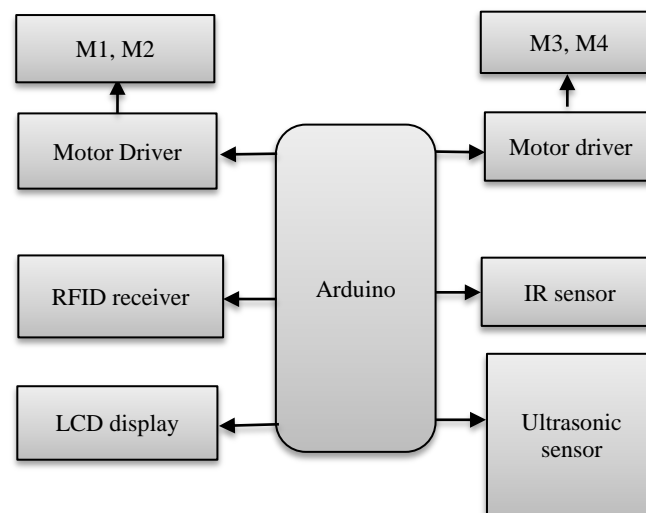 M1, M2
M3, M4
Motor Driver
Motor driver
Arduino
RFID receiver
IR sensor
LCD display
Ultrasonic
sensor